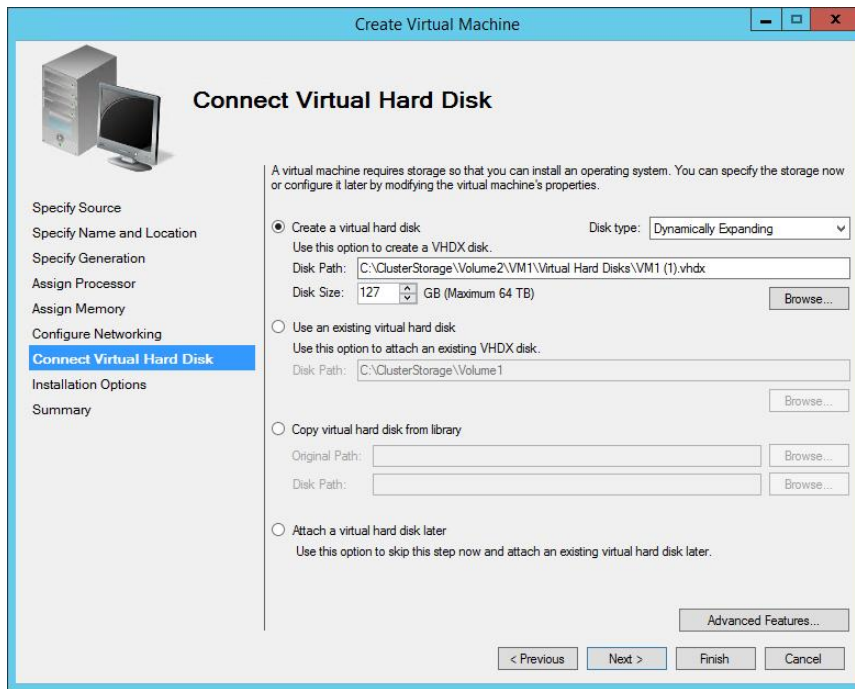 Create Virtual Machine
Connect Virtual Hard Disk
Specify Source
Specify Name and Location
Specify Generation
Assign Processor
Assign Memory
Configure Networking
Connect Virtual Hard Disk
Installation Options
Summary
A virtual machine requires storage so that you can install an operating system. You can specify the storage now
or configure it later by modifying the virtual machine's properties.
Create a virtual hard disk Disk type: Dynamically Expanding
Use this option to create a VHDX disk.
Disk Path: C:\ClusterStorage\Volume2\VM1\Virtual Hard Disks\VM1 (1).vhdx
Disk Size: 127 GB (Maximum 64 TB) Browse...
Use an existing virtual hard disk
Use this option to attach an existing VHDX disk.
Disk Path: C:\ClusterStorage\Volume1
Browse...
Copy virtual hard disk from library
Original Path: Browse...
Disk Path: Browse...
Attach a virtual hard disk later
Use this option to skip this step now and attach an existing virtual hard disk later.
Advanced Features...
< Previous Next > Finish Cancel